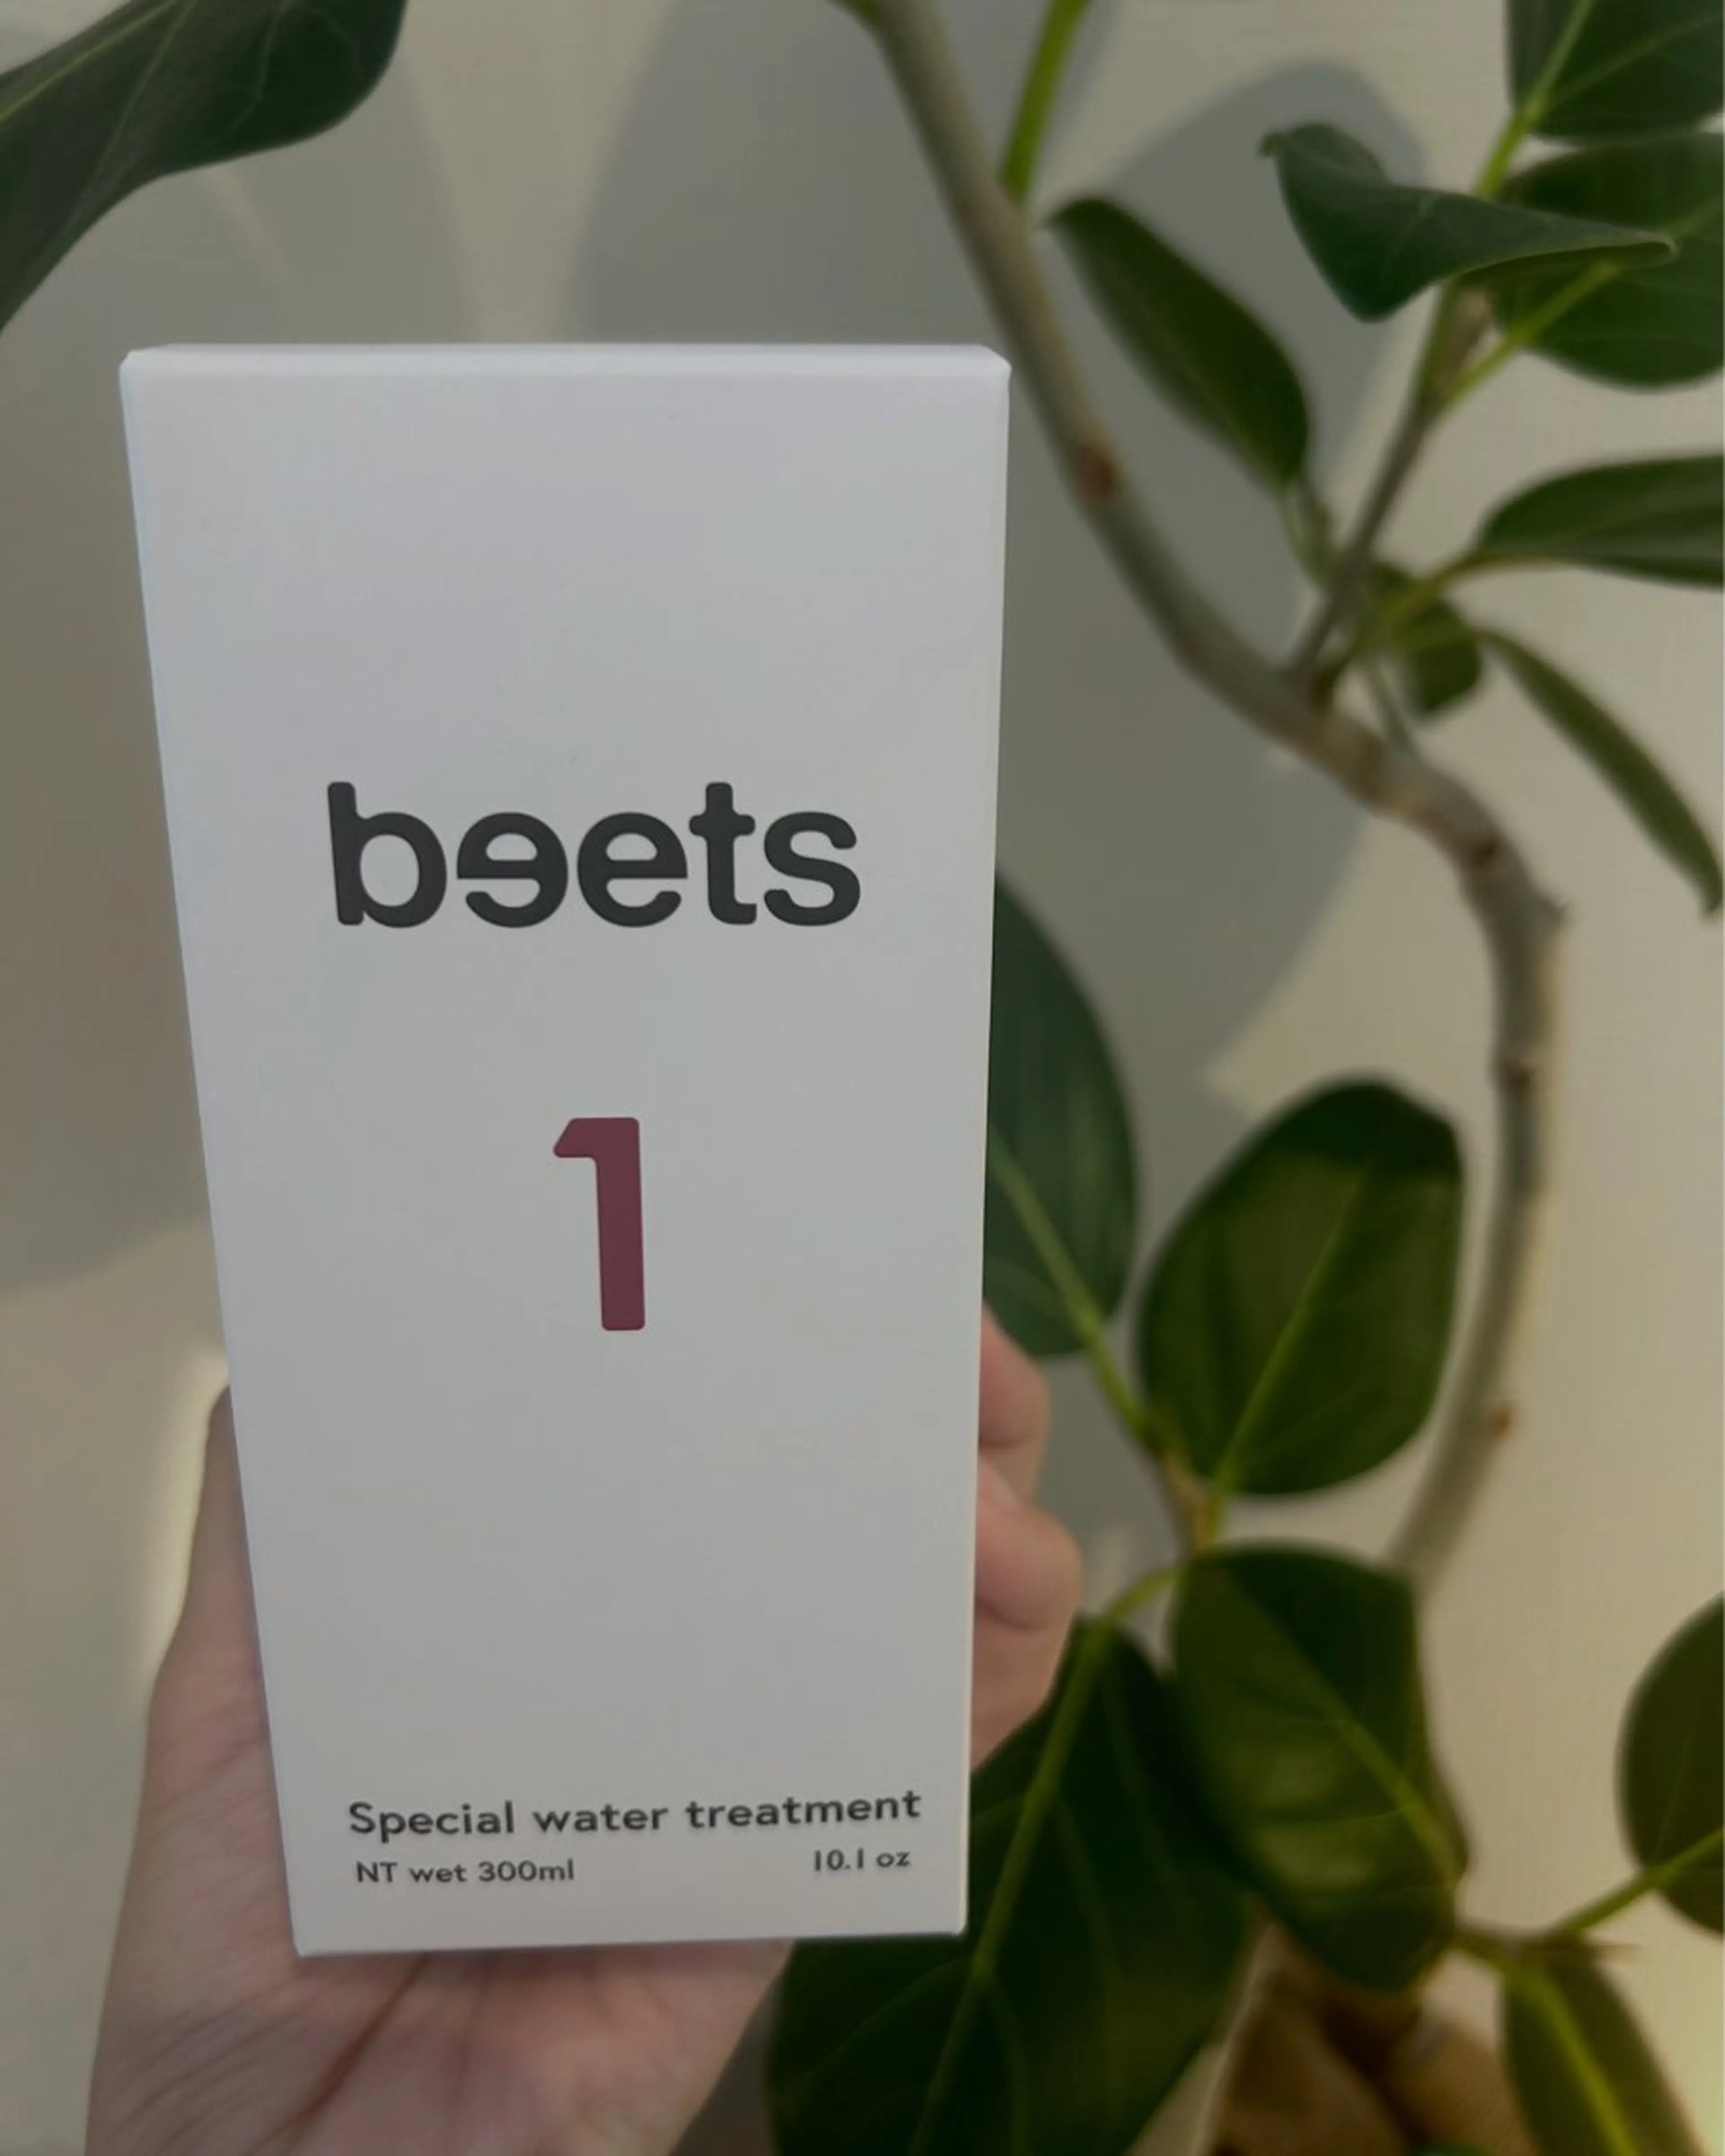 beets
1
Special water treatment
NT wet 300ml 10.1 oz